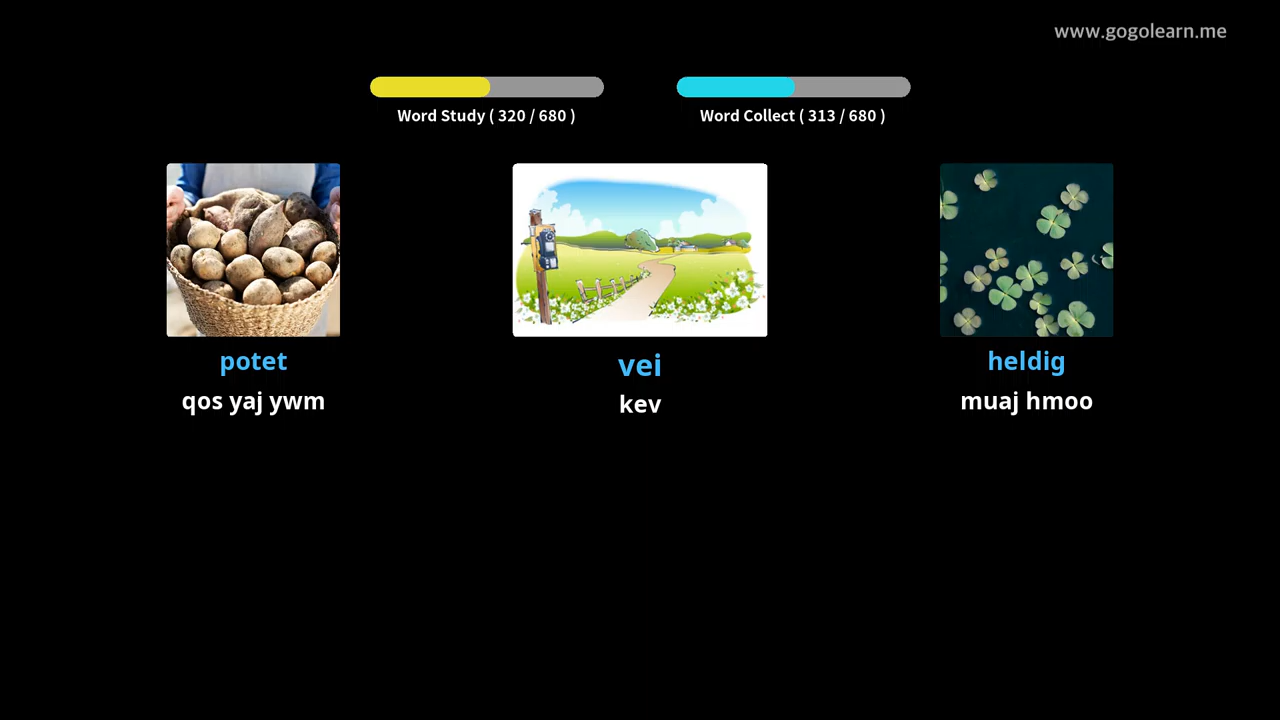 www.gogolearn.me
Word Study ( 320 / 680 )
Word Collect ( 313 / 680 )
potet
qos yaj ywm
vei
kev
heldig
muaj hmoo